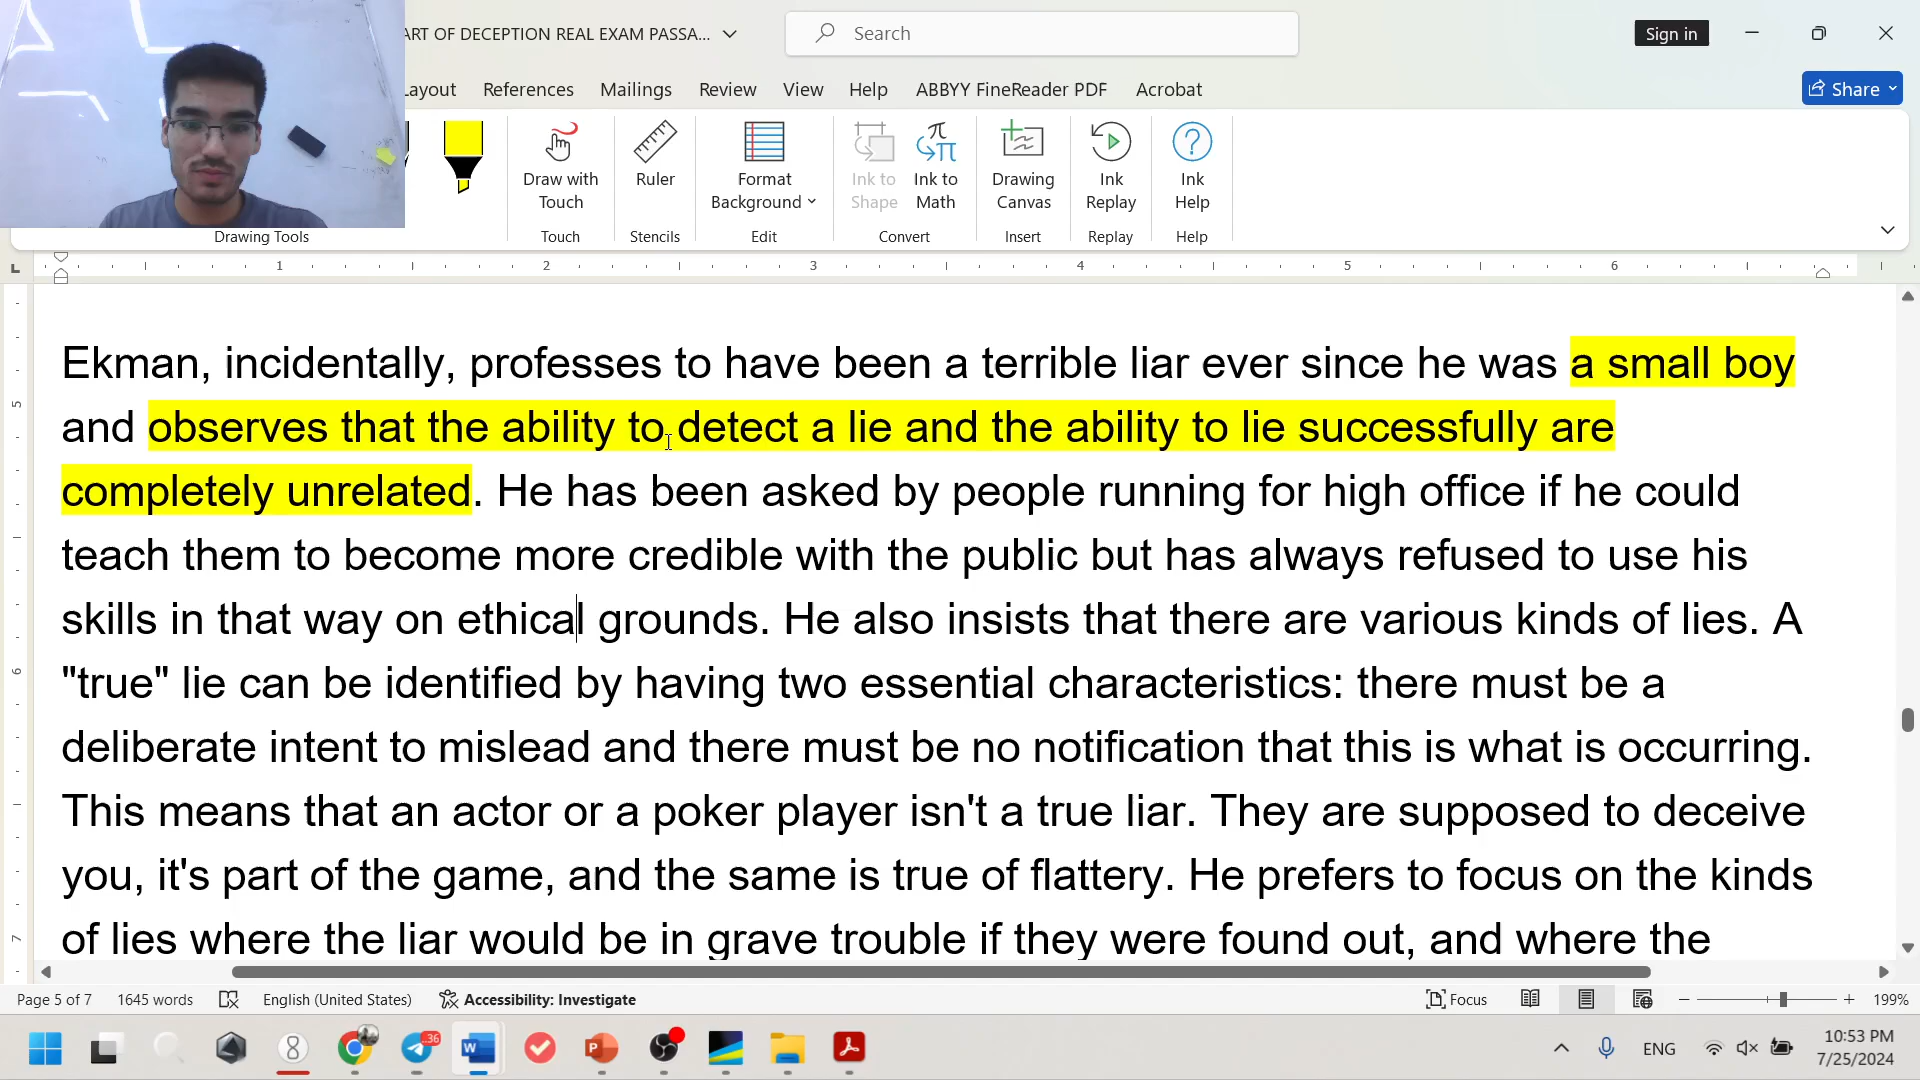 ART OF DECEPTION REAL EXAM PASSA...
Search
Sign in
Layout References Mailings Review View Help ABBYY FineReader PDF Acrobat
Share
Draw with Touch
Ruler
Format Background
Ink to Shape
Ink to Math
Drawing Canvas
Ink Replay
Ink Help
Drawing Tools Touch Stencils Edit Convert Insert Replay Help
1 2 3 4 5 6
Ekman, incidentally, professes to have been a terrible liar ever since he was a small boy
and observes that the ability to detect a lie and the ability to lie successfully are
completely unrelated. He has been asked by people running for high office if he could
teach them to become more credible with the public but has always refused to use his
skills in that way on ethical grounds. He also insists that there are various kinds of lies. A
"true" lie can be identified by having two essential characteristics: there must be a
deliberate intent to mislead and there must be no notification that this is what is occurring.
This means that an actor or a poker player isn't a true liar. They are supposed to deceive
you, it's part of the game, and the same is true of flattery. He prefers to focus on the kinds
of lies where the liar would be in grave trouble if they were found out, and where the
5
6
7
Page 5 of 7 1645 words English (United States) Accessibility: Investigate Focus 199%
36
ENG
10:53 PM
7/25/2024